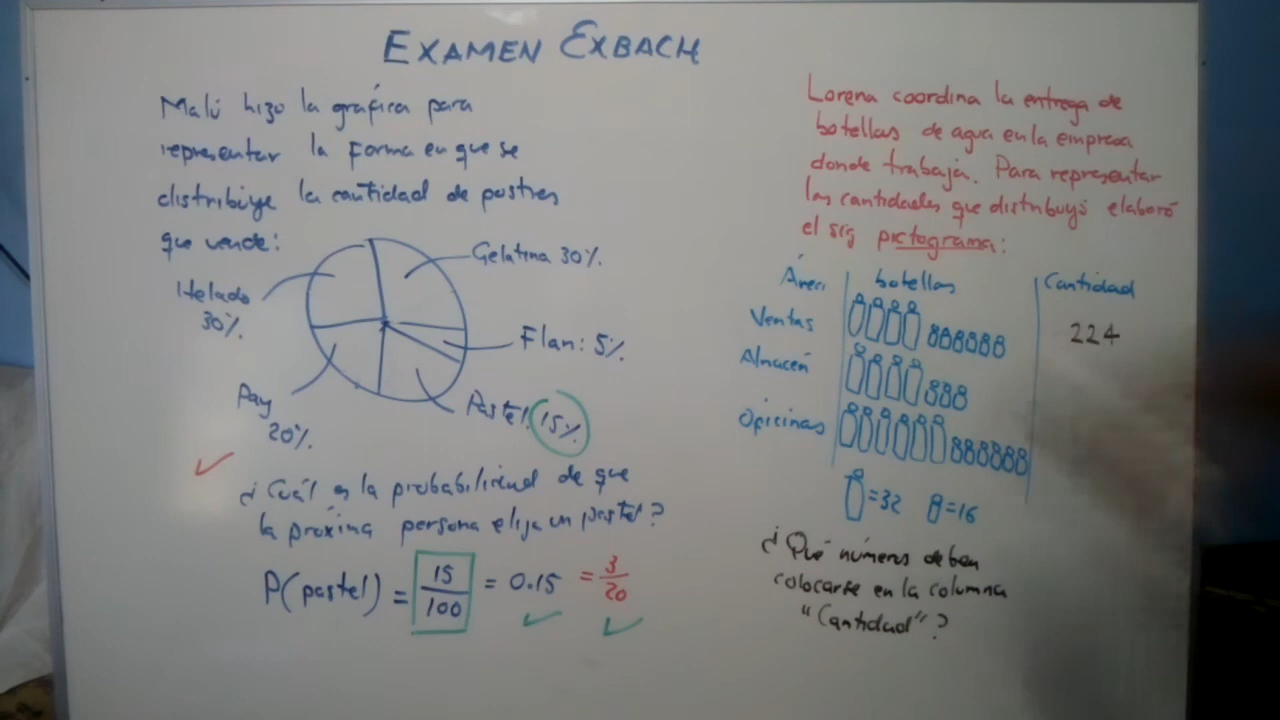 EXAMEN EXBACH
Malú hizo la gráfica para
representar la forma en que se
distribuye la cantidad de postres
que vende:
Gelatina 30%.
Helado
30%.
Flan: 5%.
Pay
20%.
Pastel: 15%
¿Cuál es la probabilidad de que
la próxima persona elija un pastel?
P(pastel) = 15/100 = 0.15 = 3/20
Lorena coordina la entrega de
botellas de agua en la empresa
donde trabaja. Para representar
las cantidades que distribuyó elaboró
el sig pictograma:
Área botellas Cantidad
Ventas 224
Almacén
Oficinas
=32 =16
¿Qué números deben
colocarse en la columna
"Cantidad"?